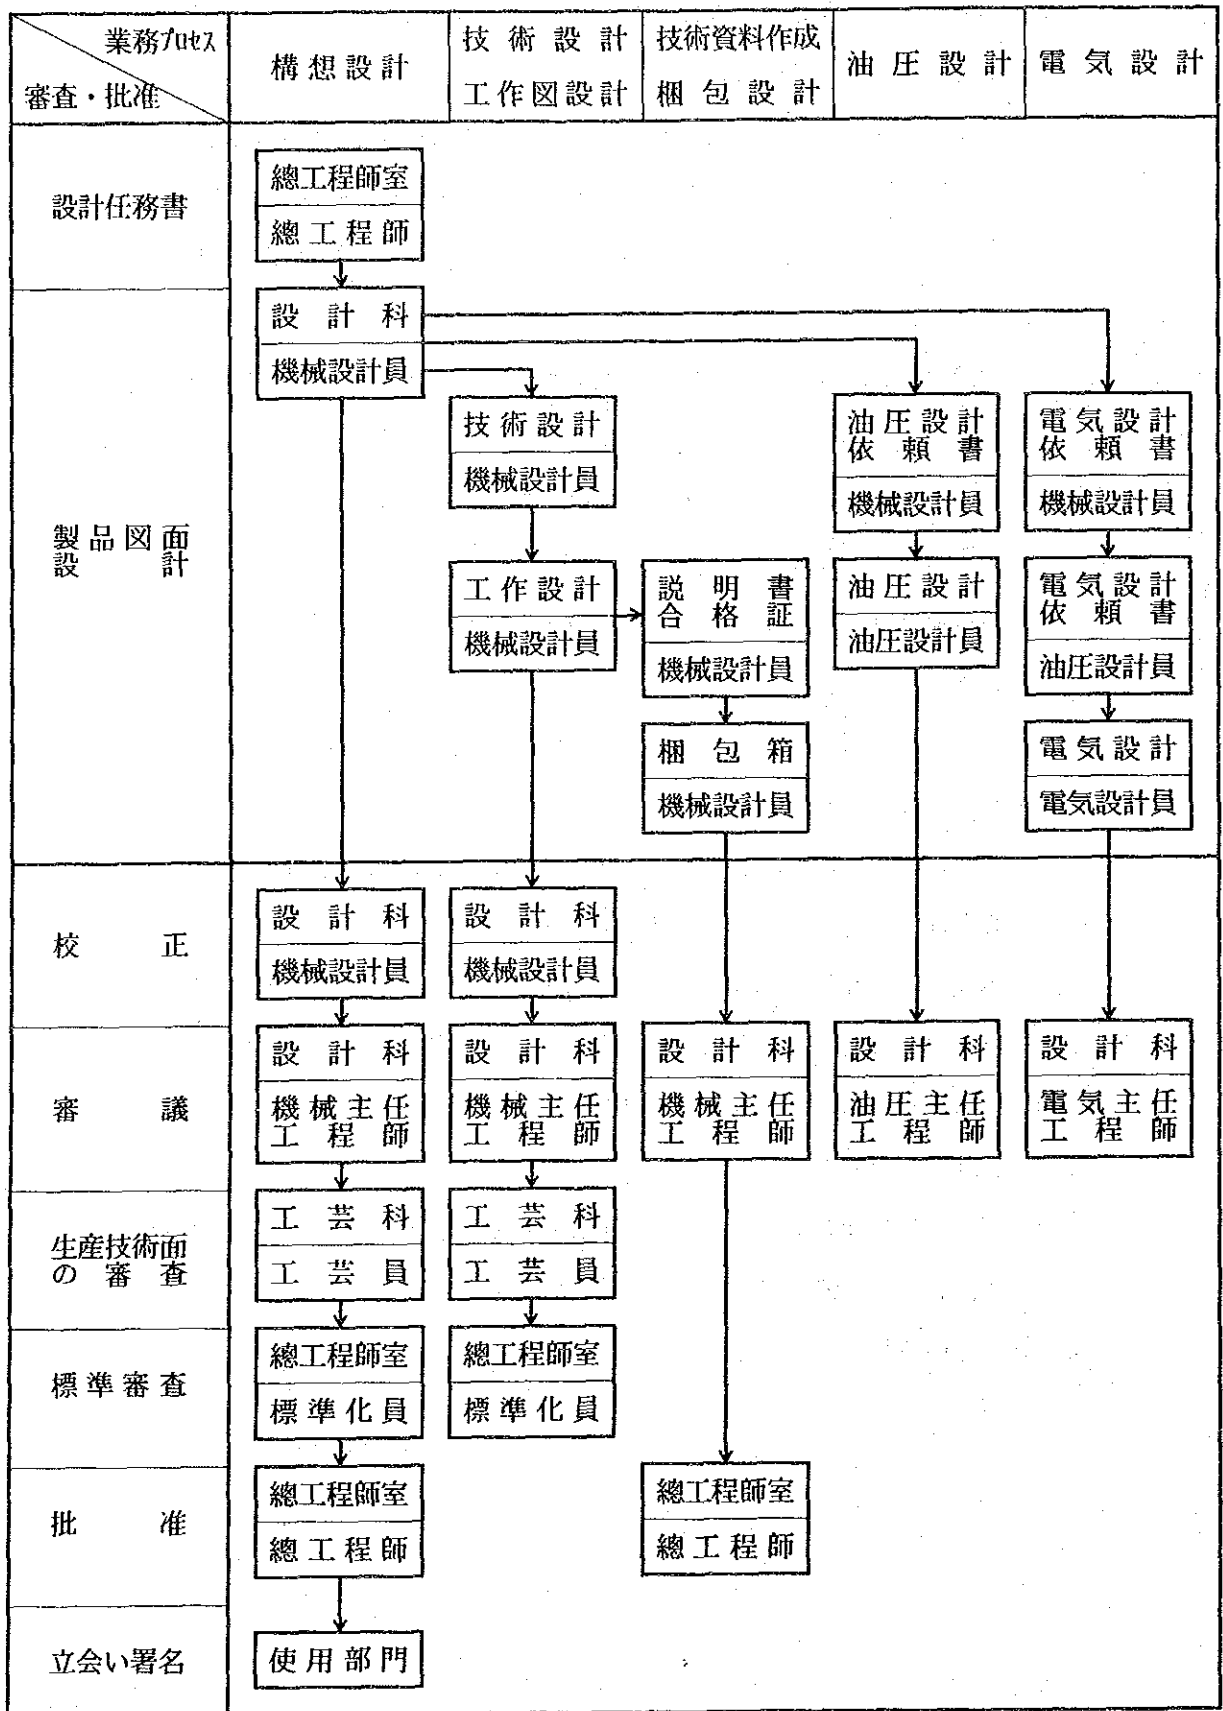 業務プロセス
審査・批准
構想設計
技術設計
工作図設計
技術資料作成
梱包設計
油圧設計
電気設計
設計任務書
總工程師室
總工程師
製品図面
設計
設計科
機械設計員
技術設計
機械設計員
油圧設計
依頼書
機械設計員
電気設計
依頼書
機械設計員
工作設計
機械設計員
説明書
合格証
機械設計員
油圧設計
油圧設計員
電気設計
依頼書
油圧設計員
梱包箱
機械設計員
電気設計
電気設計員
校正
設計科
機械設計員
設計科
機械設計員
審議
設計科
機械主任
工程師
設計科
機械主任
工程師
設計科
機械主任
工程師
設計科
油圧主任
工程師
設計科
電気主任
工程師
生産技術面
の審査
工芸科
工芸員
工芸科
工芸員
標準審査
總工程師室
標準化員
總工程師室
標準化員
批准
總工程師室
總工程師
總工程師室
總工程師
立会い署名
使用部門